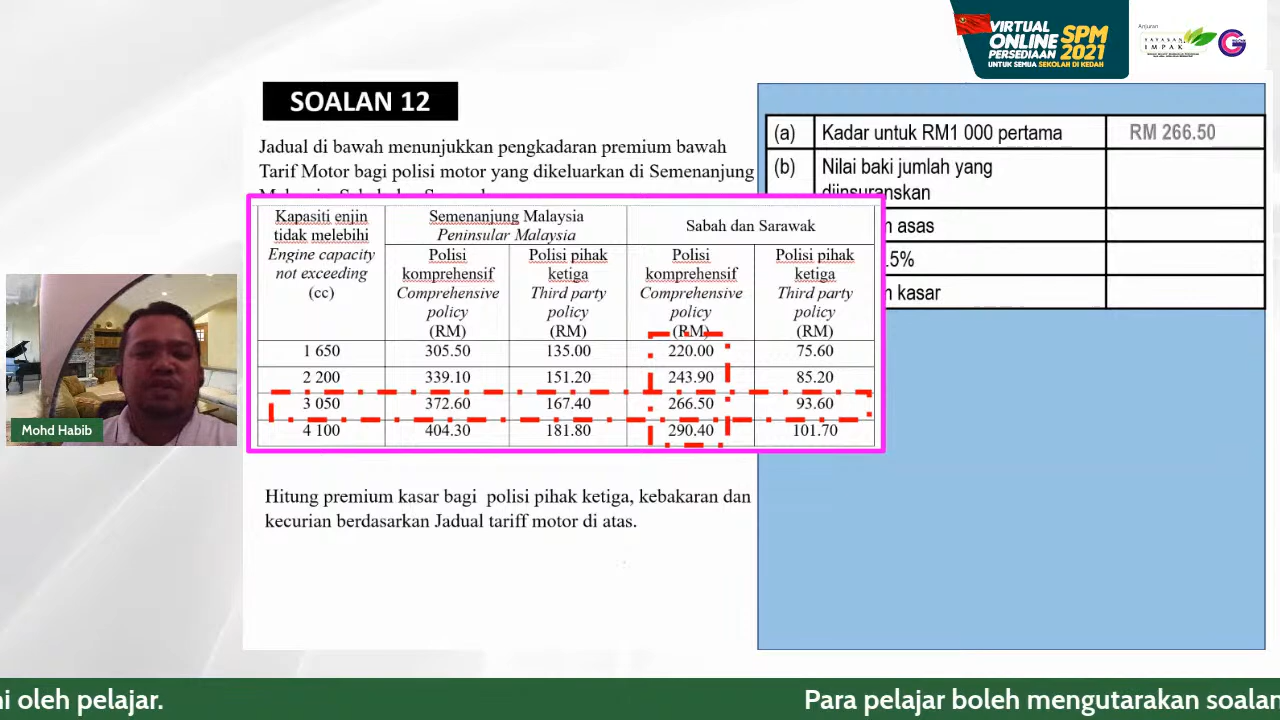 VIRTUAL
ONLINE
PERSEDIAAN
SPM
2021
UNTUK SEMUA SEKOLAH DI KEDAH
Anjuran
YAYASAN
IMPAK
SOALAN 12
Jadual di bawah menunjukkan pengkadaran premium bawah
Tarif Motor bagi polisi motor yang dikeluarkan di Semenanjung
(a) Kadar untuk RM1 000 pertama RM 266.50
(b) Nilai baki jumlah yang
diinsuranskan
asas
5%
kasar
Kapasiti enjin
tidak melebihi
Engine capacity
not exceeding
(cc)
Semenanjung Malaysia
Peninsular Malaysia
Sabah dan Sarawak
Polisi
komprehensif
Comprehensive
policy
(RM)
Polisi pihak
ketiga
Third party
policy
(RM)
Polisi
komprehensif
Comprehensive
policy
(RM)
Polisi pihak
ketiga
Third party
policy
(RM)
1 650 305.50 135.00 220.00 75.60
2 200 339.10 151.20 243.90 85.20
3 050 372.60 167.40 266.50 93.60
4 100 404.30 181.80 290.40 101.70
Hitung premium kasar bagi polisi pihak ketiga, kebakaran dan
kecurian berdasarkan Jadual tariff motor di atas.
Mohd Habib
oleh pelajar.
Para pelajar boleh mengutarakan soalan